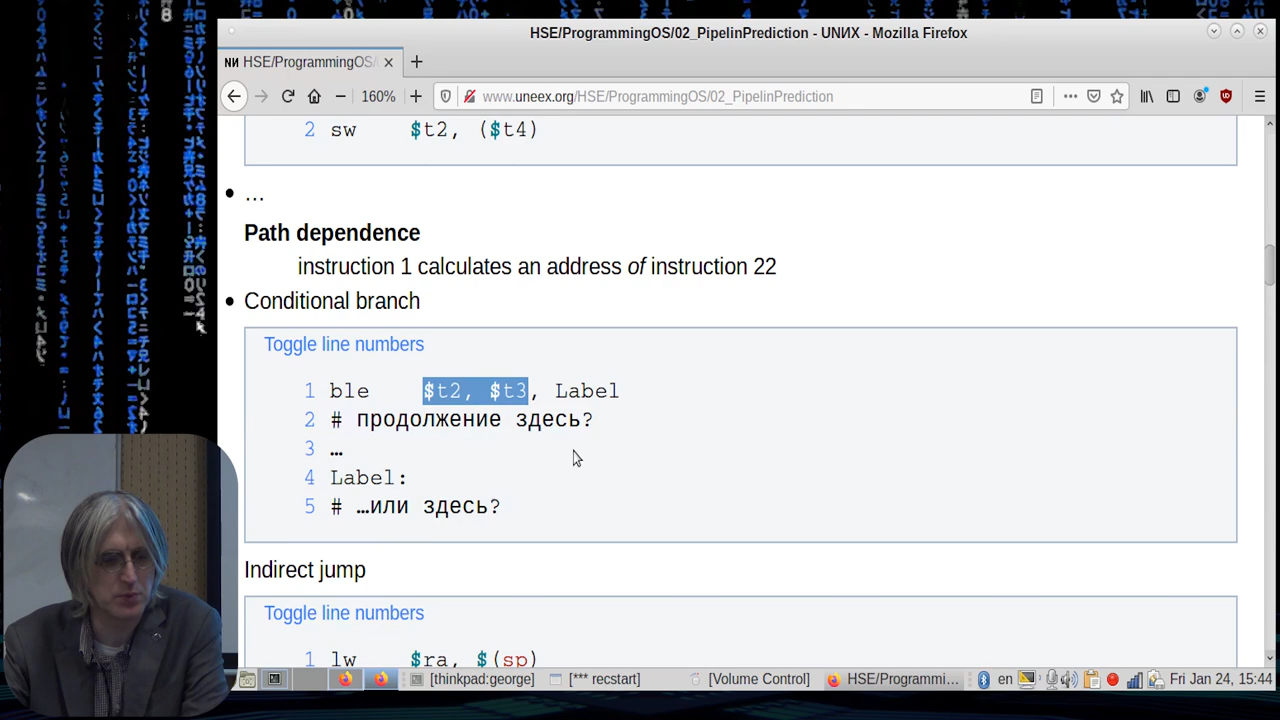 HSE/ProgrammingOS/02_PipelinPrediction - UNИX - Mozilla Firefox
NИ HSE/ProgrammingOS/
160%
www.uneex.org/HSE/ProgrammingOS/02_PipelinPrediction
2 sw $t2, ($t4)
• …
Path dependence
instruction 1 calculates an address of instruction 22
• Conditional branch
Toggle line numbers
1 ble $t2, $t3, Label
2 # продолжение здесь?
3 …
4 Label:
5 # …или здесь?
Indirect jump
Toggle line numbers
1 lw $ra, $(sp)
[thinkpad:george] [*** recstart) [Volume Control] HSE/Programmi... en Fri Jan 24, 15:44